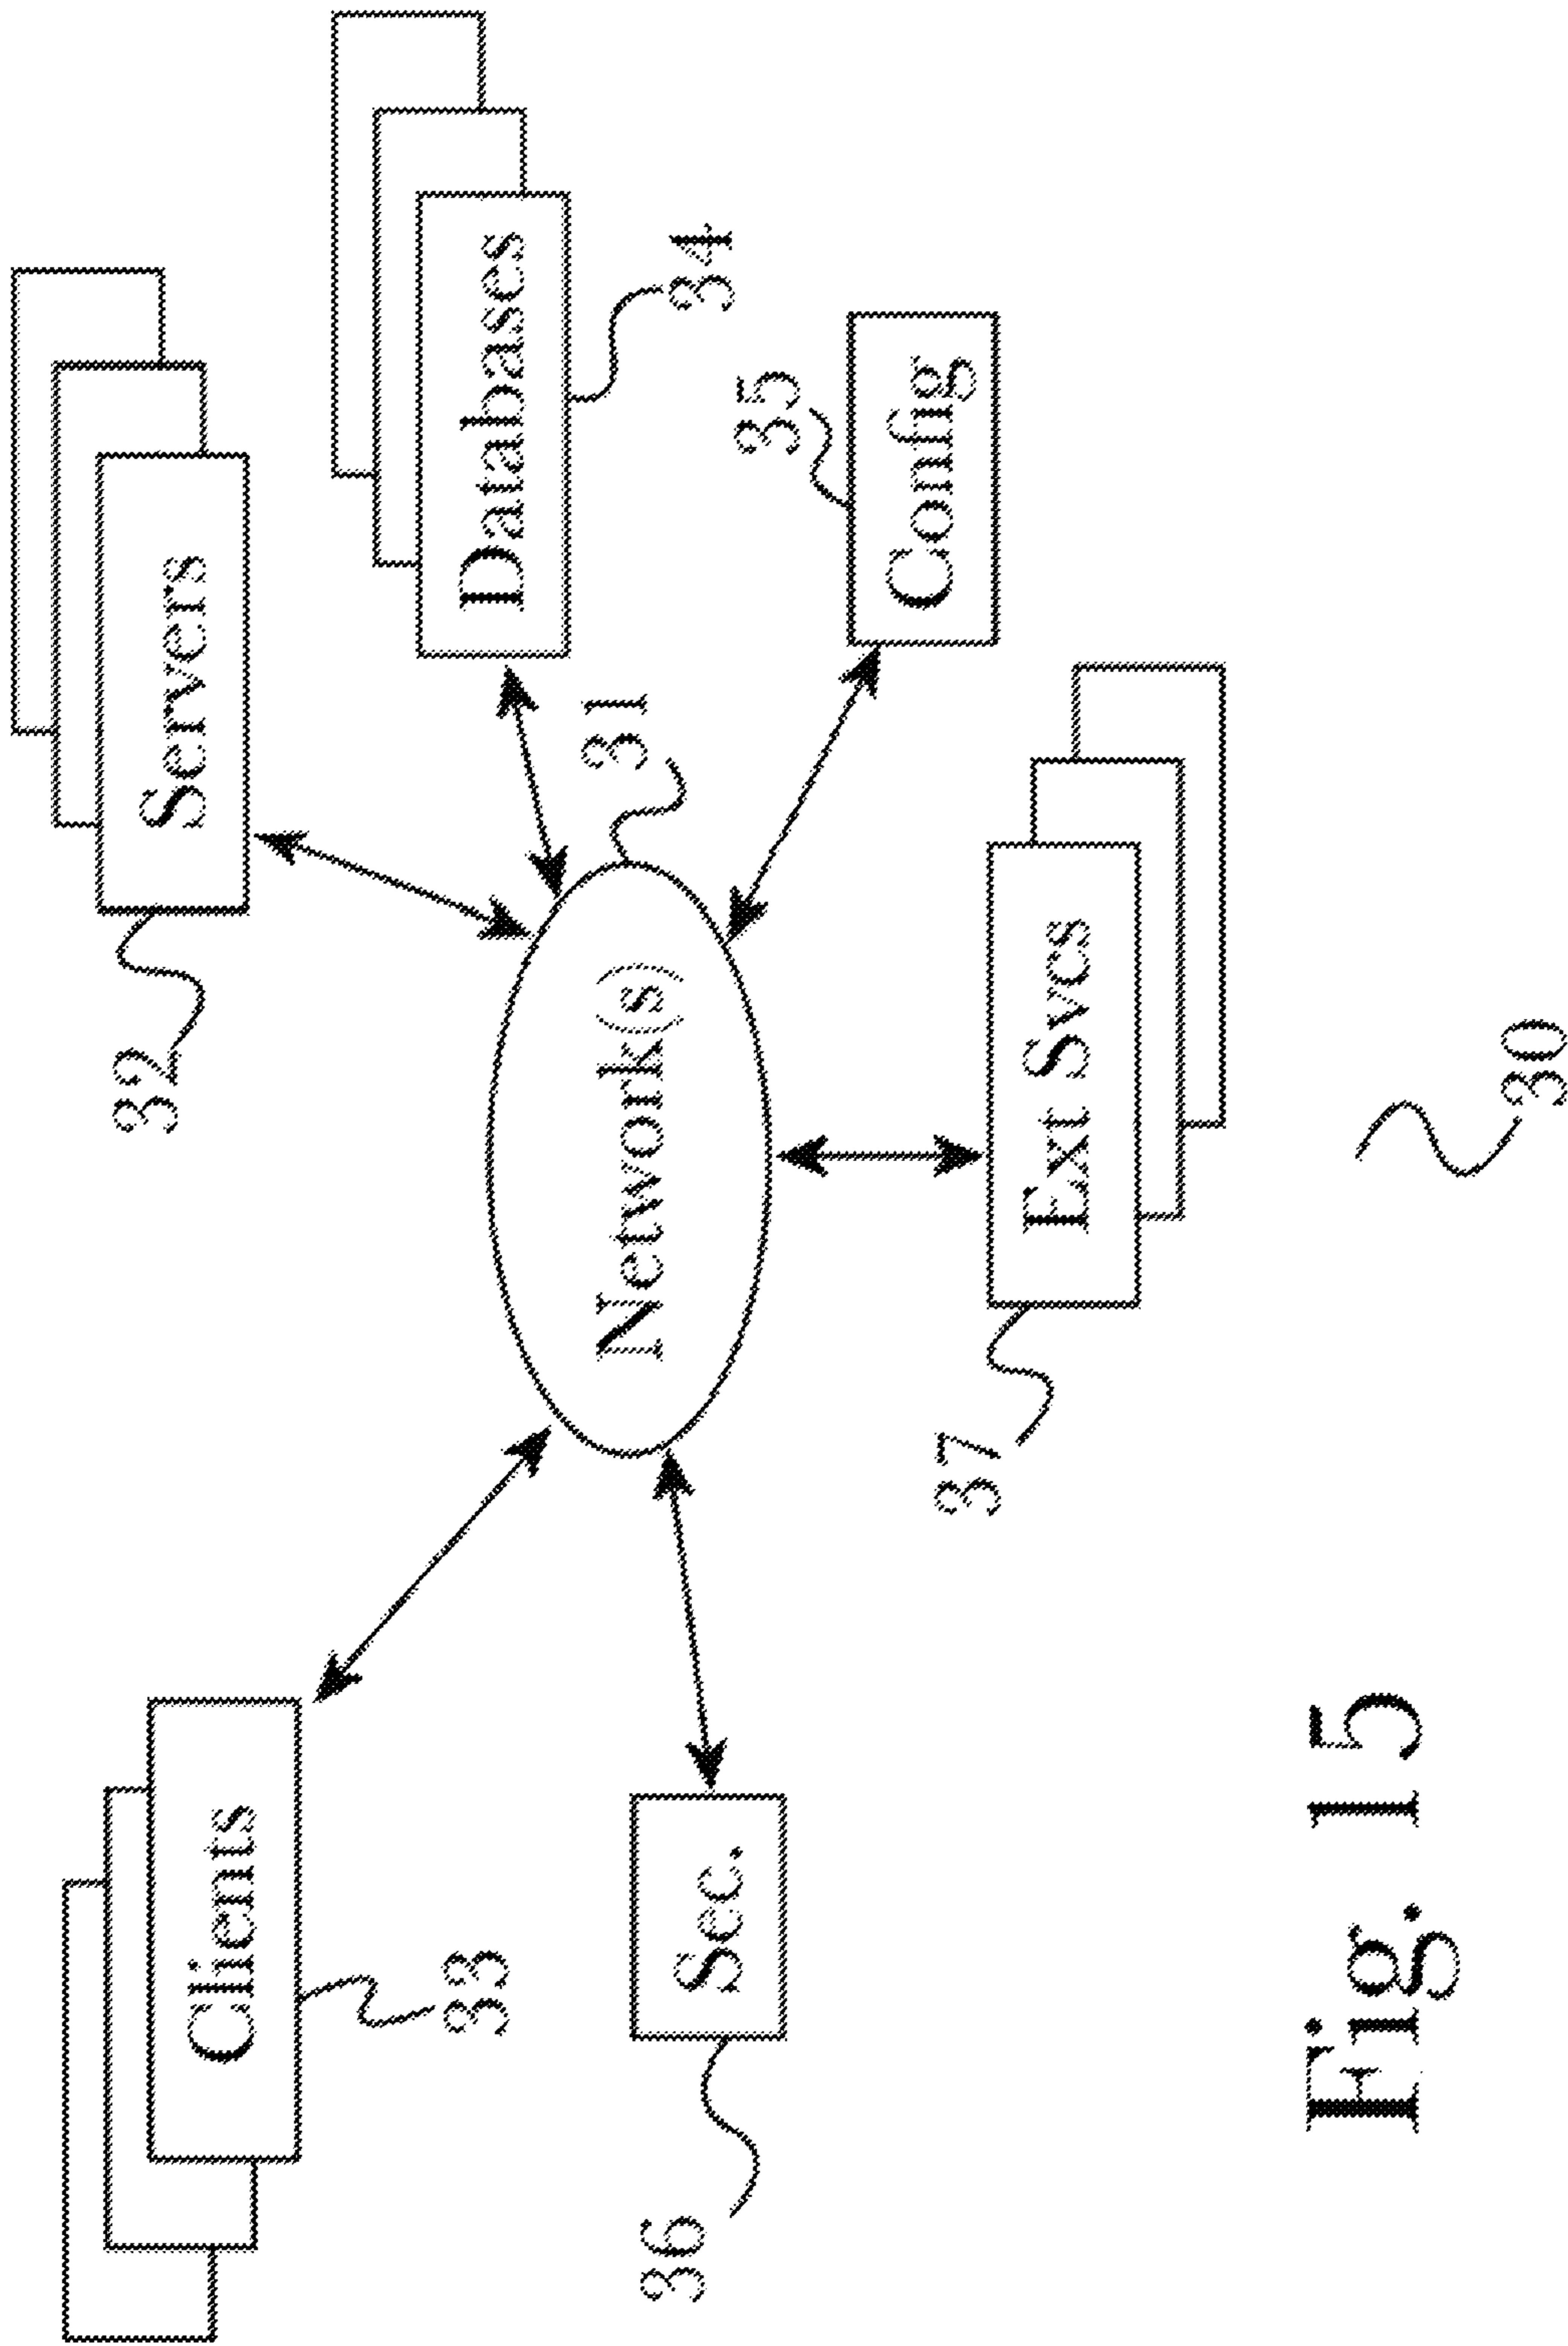 32
Servers
Clients
33
Databases
34
31
Network(s)
35
Config
36
Sec.
37
Ext Svcs
30
Fig. 15